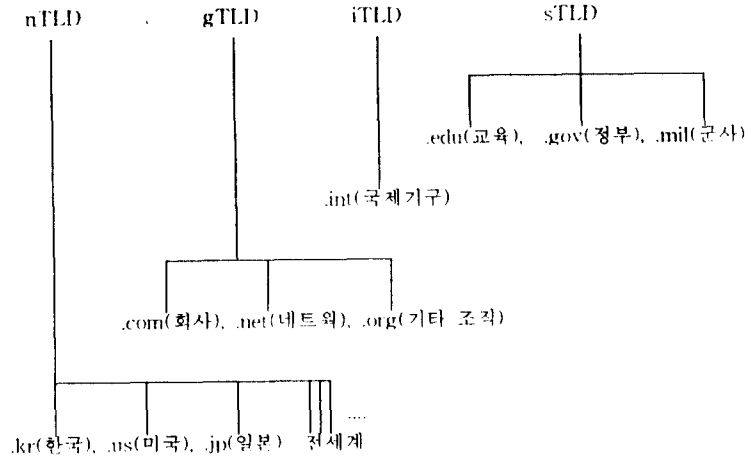 nTLD gTLD iTLD sTLD
.edu(교육), .gov(정부), .mil(군사)
.int(국제기구)
.com(회사), .net(네트웍), .org(기타 조직)
....
.kr(한국), .us(미국), .jp(일본) 전세계